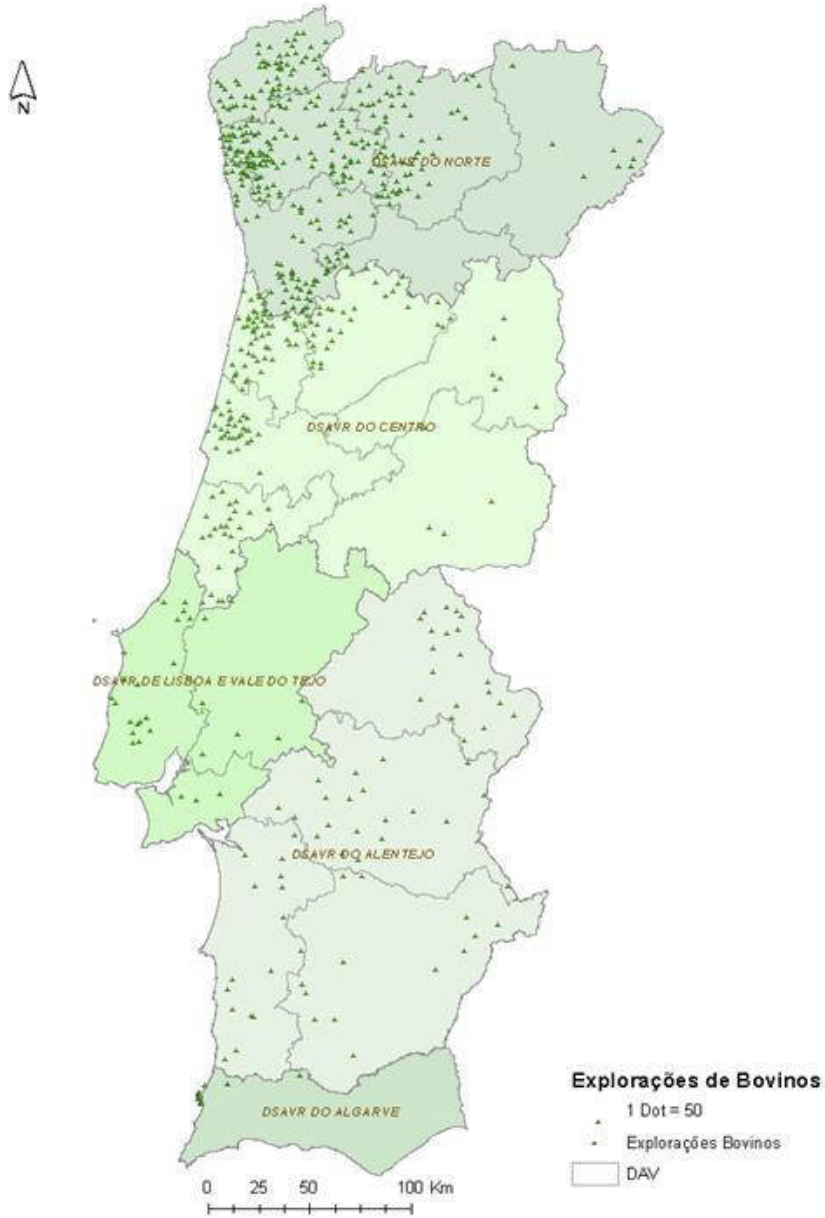 N
DSAVR DO NORTE
DSAVR DO CENTRO
DSAVR DE LISBOA E VALE DO TEJO
DSAVR DO ALENTEJO
DSAVR DO ALGARVE
Explorações de Bovinos
1 Dot = 50
Explorações Bovinos
DAV
0 25 50 100 Km